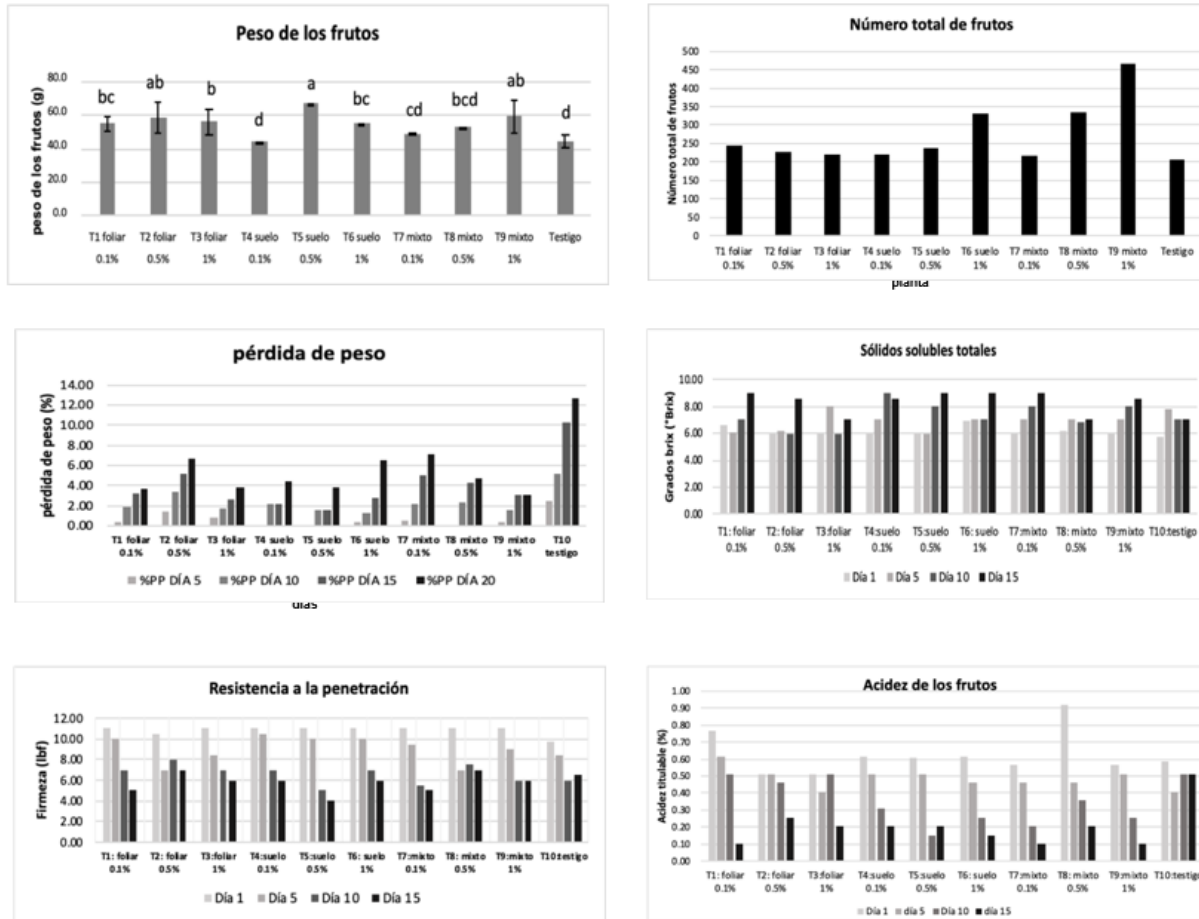 Peso de los frutos
peso de los frutos (g)
80.0
60.0
40.0
20.0
0.0
bc
ab
b
d
a
bc
cd
bcd
ab
d
T1 foliar T2 foliar T3 foliar T4 suelo T5 suelo T6 suelo T7 mixto T8 mixto T9 mixto Testigo
0.1% 0.5% 1% 0.1% 0.5% 1% 0.1% 0.5% 1%
Número total de frutos
Número total de frutos
500
450
400
350
300
250
200
150
100
50
0
T1 foliar T2 foliar T3 foliar T4 suelo T5 suelo T6 suelo T7 mixto T8 mixto T9 mixto Testigo
0.1% 0.5% 1% 0.1% 0.5% 1% 0.1% 0.5% 1%
planta
pérdida de peso
pérdida de peso (%)
14.00
12.00
10.00
8.00
6.00
4.00
2.00
0.00
T1 foliar T2 foliar T3 foliar T4 suelo T5 suelo T6 suelo T7 mixto T8 mixto T9 mixto T10
0.1% 0.5% 1% 0.1% 0.5% 1% 0.1% 0.5% 1% testigo
%PP DÍA 5 %PP DÍA 10 %PP DÍA 15 %PP DÍA 20
días
Sólidos solubles totales
Grados brix (°Brix)
10.00
8.00
6.00
4.00
2.00
0.00
T1: foliar T2: foliar T3:foliar T4:suelo T5:suelo T6: suelo T7:mixto T8: mixto T9:mixto T10:testigo
0.1% 0.5% 1% 0.1% 0.5% 1% 0.1% 0.5% 1%
Día 1 Día 5 Día 10 Día 15
Resistencia a la penetración
Firmeza (lbf)
12.00
10.00
8.00
6.00
4.00
2.00
0.00
T1: foliar T2: foliar T3:foliar T4:suelo T5:suelo T6: suelo T7:mixto T8: mixto T9:mixto T10:testigo
0.1% 0.5% 1% 0.1% 0.5% 1% 0.1% 0.5% 1%
Día 1 Día 5 Día 10 Día 15
Acidez de los frutos
Acidez titulable (%)
1.00
0.90
0.80
0.70
0.60
0.50
0.40
0.30
0.20
0.10
0.00
T1: foliar T2: foliar T3:foliar T4:suelo T5:suelo T6: suelo T7:mixto T8: mixto T9:mixto T10:testigo
0.1% 0.5% 1% 0.1% 0.5% 1% 0.1% 0.5% 1%
Día 1 día 5 Día 10 día 15